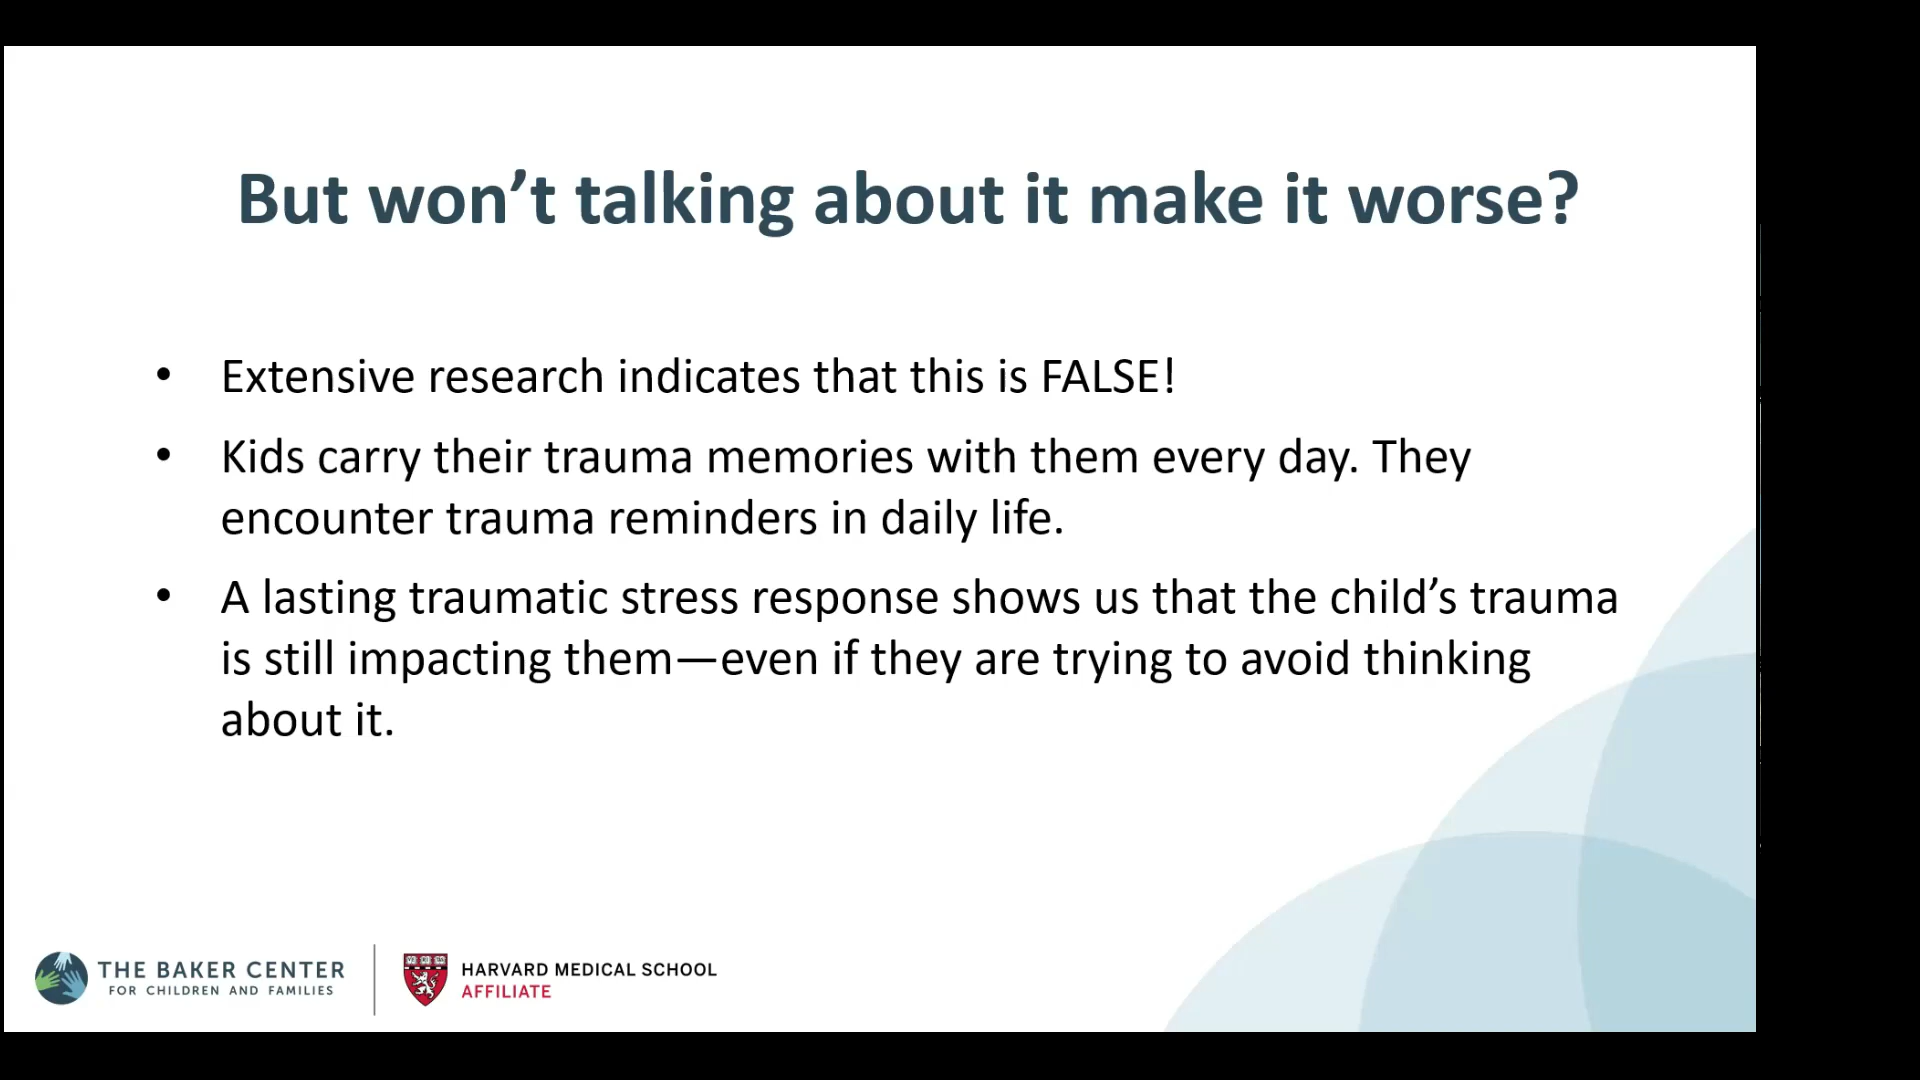 But won’t talking about it make it worse?
• Extensive research indicates that this is FALSE!
• Kids carry their trauma memories with them every day. They
encounter trauma reminders in daily life.
• A lasting traumatic stress response shows us that the child’s trauma
is still impacting them—even if they are trying to avoid thinking
about it.
THE BAKER CENTER
FOR CHILDREN AND FAMILIES
HARVARD MEDICAL SCHOOL
AFFILIATE